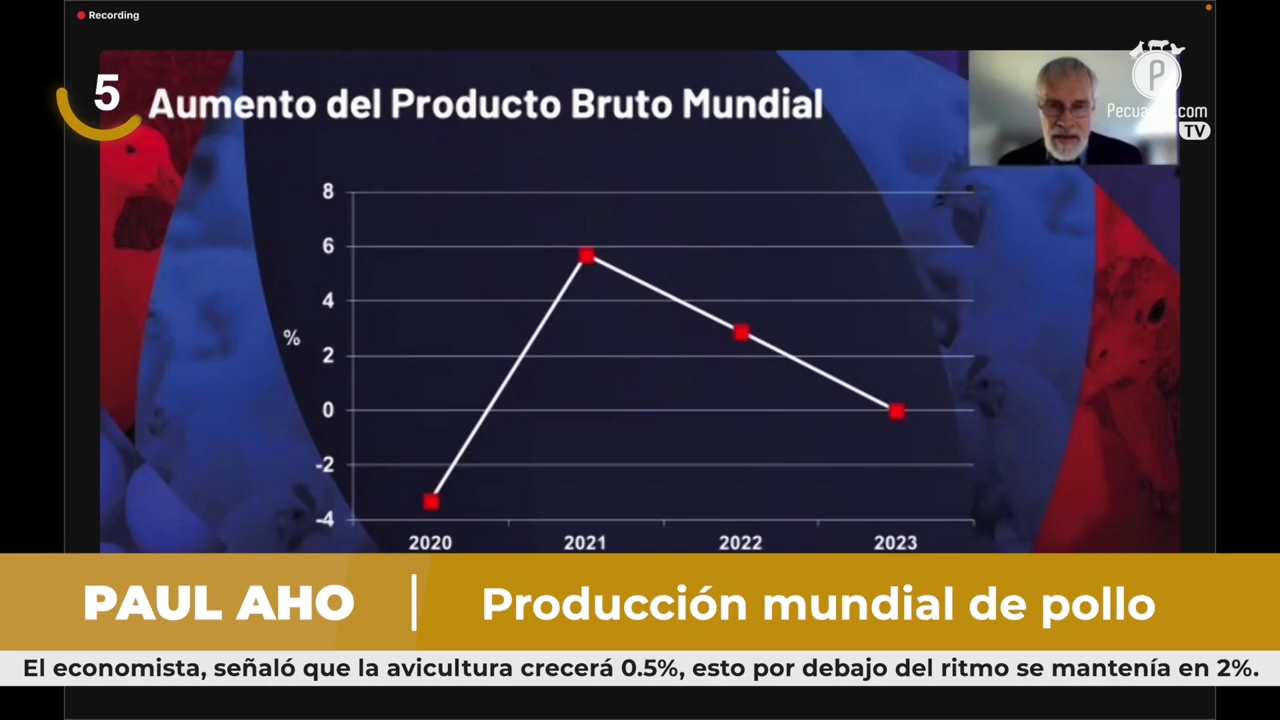 Recording
5
Aumento del Producto Bruto Mundial
P
Pecuaria.com
TV
8
6
4
%
2
0
-2
-4
2020 2021 2022 2023
PAUL AHO
Producción mundial de pollo
El economista, señaló que la avicultura crecerá 0.5%, esto por debajo del ritmo se mantenía en 2%.